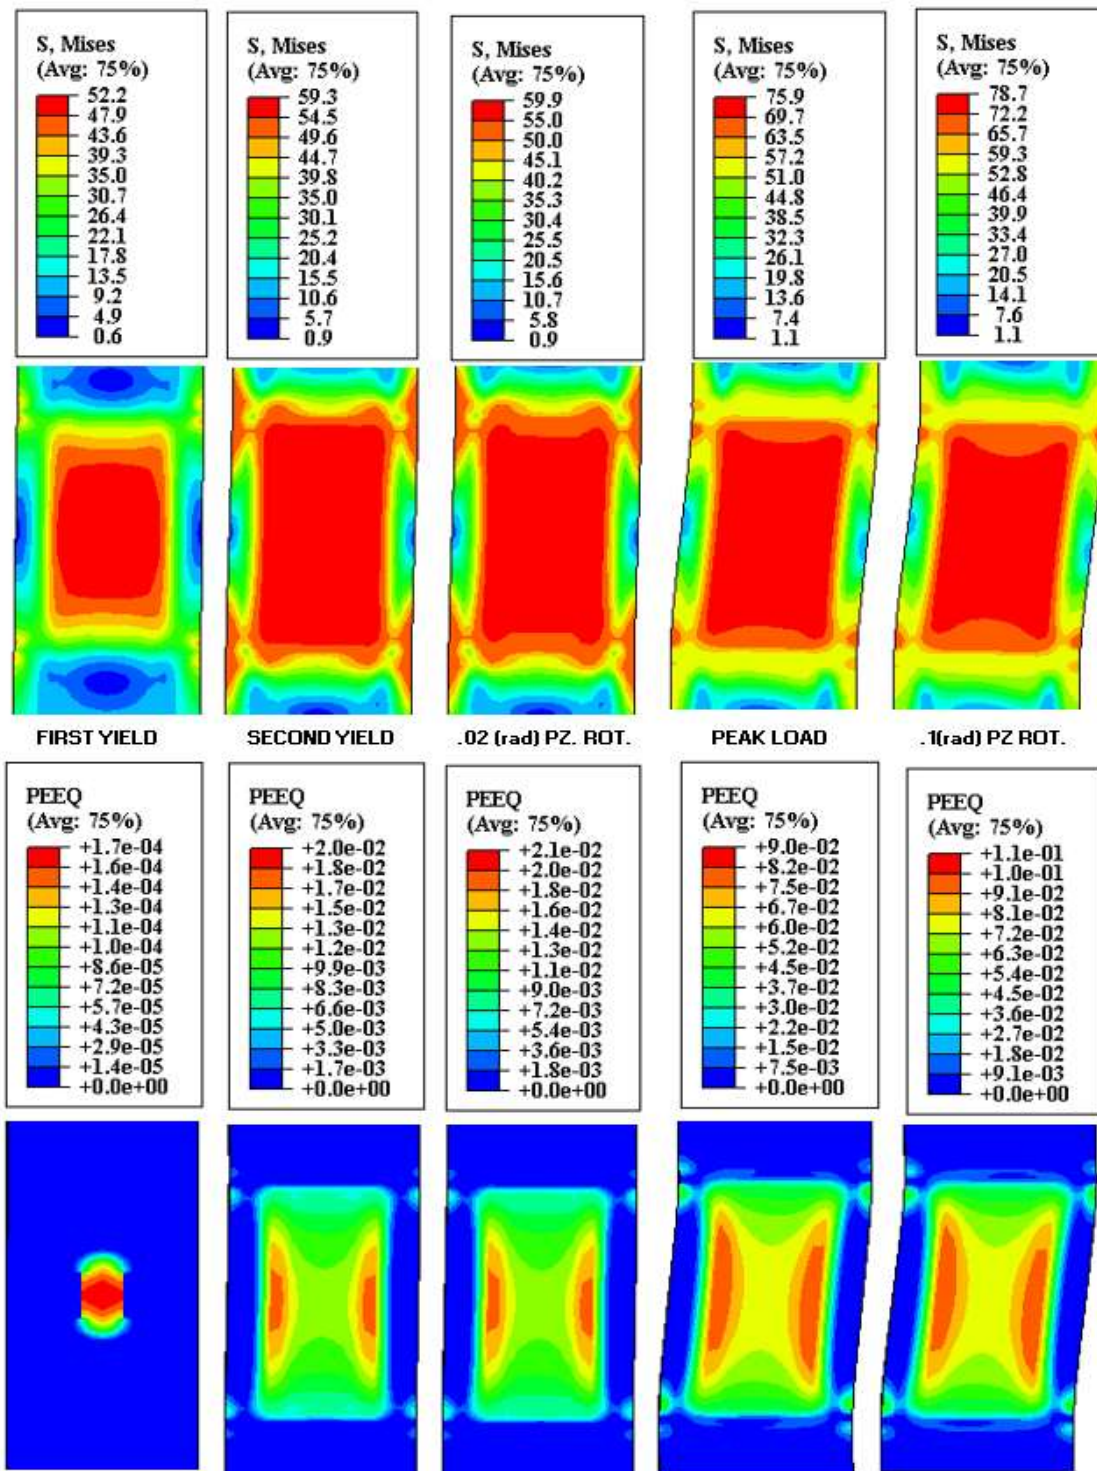 S, Mises
(Avg: 75%)
52.2
47.9
43.6
39.3
35.0
30.7
26.4
22.1
17.8
13.5
9.2
4.9
0.6
S, Mises
(Avg: 75%)
59.3
54.5
49.6
44.7
39.8
35.0
30.1
25.2
20.4
15.5
10.6
5.7
0.9
S, Mises
(Avg: 75%)
59.9
55.0
50.0
45.1
40.2
35.3
30.4
25.5
20.5
15.6
10.7
5.8
0.9
S, Mises
(Avg: 75%)
75.9
69.7
63.5
57.2
51.0
44.8
38.5
32.3
26.1
19.8
13.6
7.4
1.1
S, Mises
(Avg: 75%)
78.7
72.2
65.7
59.3
52.8
46.4
39.9
33.4
27.0
20.5
14.1
7.6
1.1
FIRST YIELD
SECOND YIELD
.02 (rad) PZ. ROT.
PEAK LOAD
.1(rad) PZ ROT.
PEEQ
(Avg: 75%)
+1.7e-04
+1.6e-04
+1.4e-04
+1.3e-04
+1.1e-04
+1.0e-04
+8.6e-05
+7.2e-05
+5.7e-05
+4.3e-05
+2.9e-05
+1.4e-05
+0.0e+00
PEEQ
(Avg: 75%)
+2.0e-02
+1.8e-02
+1.7e-02
+1.5e-02
+1.3e-02
+1.2e-02
+9.9e-03
+8.3e-03
+6.6e-03
+5.0e-03
+3.3e-03
+1.7e-03
+0.0e+00
PEEQ
(Avg: 75%)
+2.1e-02
+2.0e-02
+1.8e-02
+1.6e-02
+1.4e-02
+1.3e-02
+1.1e-02
+9.0e-03
+7.2e-03
+5.4e-03
+3.6e-03
+1.8e-03
+0.0e+00
PEEQ
(Avg: 75%)
+9.0e-02
+8.2e-02
+7.5e-02
+6.7e-02
+6.0e-02
+5.2e-02
+4.5e-02
+3.7e-02
+3.0e-02
+2.2e-02
+1.5e-02
+7.5e-03
+0.0e+00
PEEQ
(Avg: 75%)
+1.1e-01
+1.0e-01
+9.1e-02
+8.1e-02
+7.2e-02
+6.3e-02
+5.4e-02
+4.5e-02
+3.6e-02
+2.7e-02
+1.8e-02
+9.1e-03
+0.0e+00